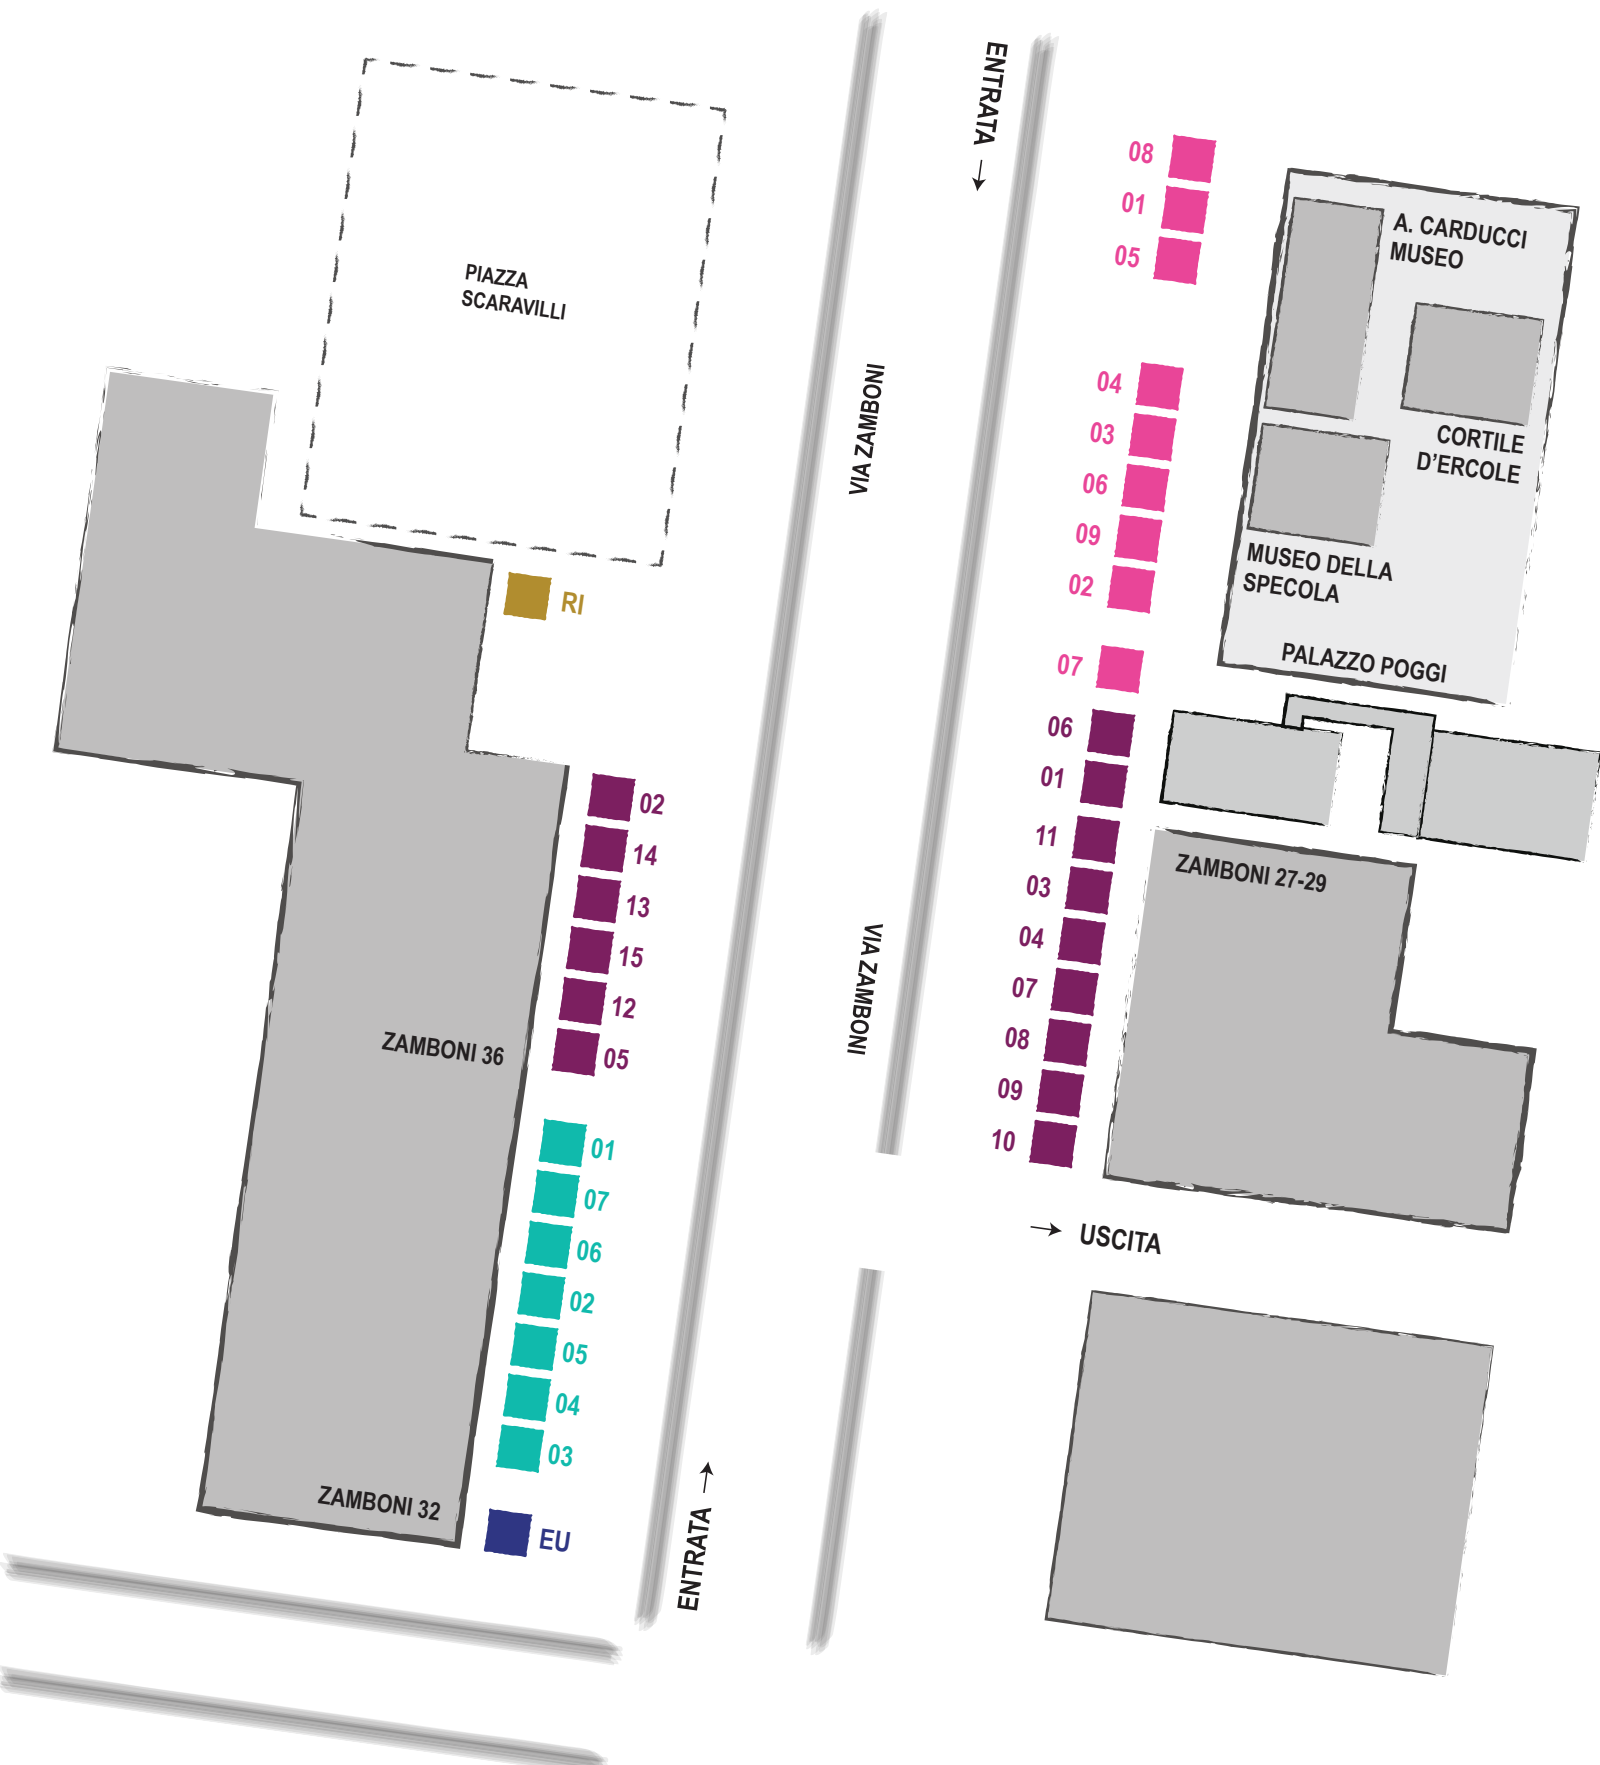 ENTRATA
08
01
05
A. CARDUCCI
MUSEO
PIAZZA
SCARAVILLI
VIA ZAMBONI
04
03
06
09
02
07
CORTILE
D'ERCOLE
MUSEO DELLA
SPECOLA
PALAZZO POGGI
RI
06
01
11
03
04
07
08
09
10
ZAMBONI 27-29
02
14
13
15
12
05
VIA ZAMBONI
ZAMBONI 36
01
07
06
02
05
04
03
USCITA
ZAMBONI 32
EU
ENTRATA